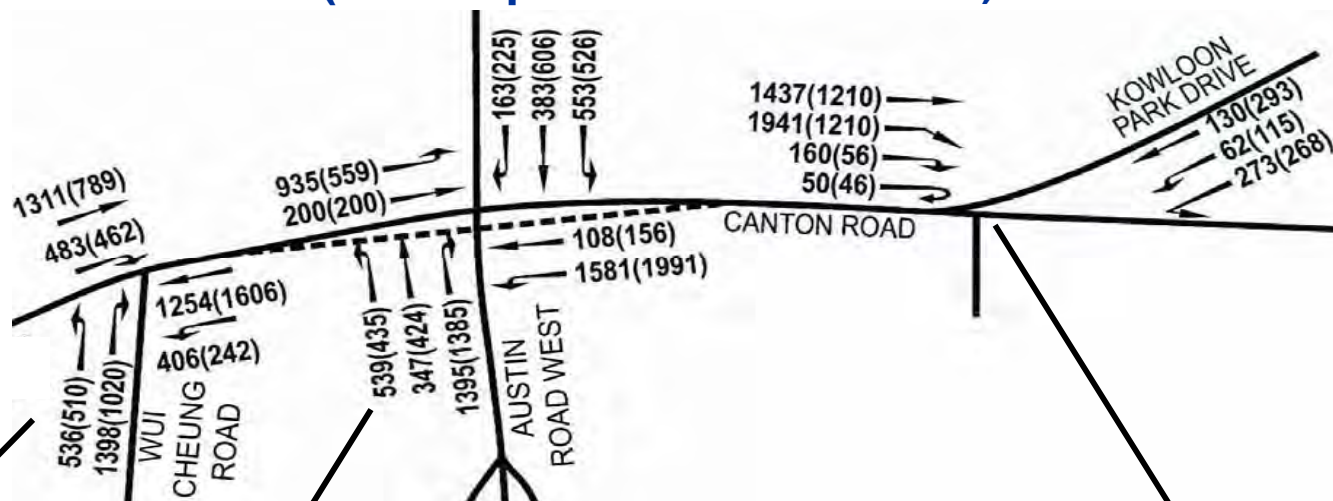 163(225)
383(606)
553(526)
1437(1210)
1941(1210)
160(56)
50(46)
KOWLOON
PARK DRIVE
130(293)
62(115)
273(268)
1311(789)
483(462)
935(559)
200(200)
CANTON ROAD
108(156)
1581(1991)
1254(1606)
406(242)
539(435)
347(424)
1395(1385)
AUSTIN
ROAD WEST
536(510)
1398(1020)
WUI
CHEUNG
ROAD